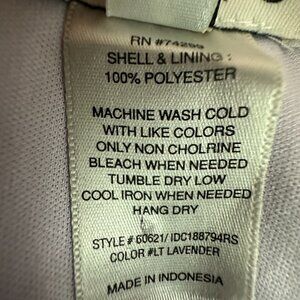 RN #74299
SHELL & LINING :
100% POLYESTER
MACHINE WASH COLD
WITH LIKE COLORS
ONLY NON CHOLRINE
BLEACH WHEN NEEDED
TUMBLE DRY LOW
COOL IRON WHEN NEEDED
HANG DRY
STYLE # 60621/ IDC188794RS
COLOR #LT LAVENDER
MADE IN INDONESIA